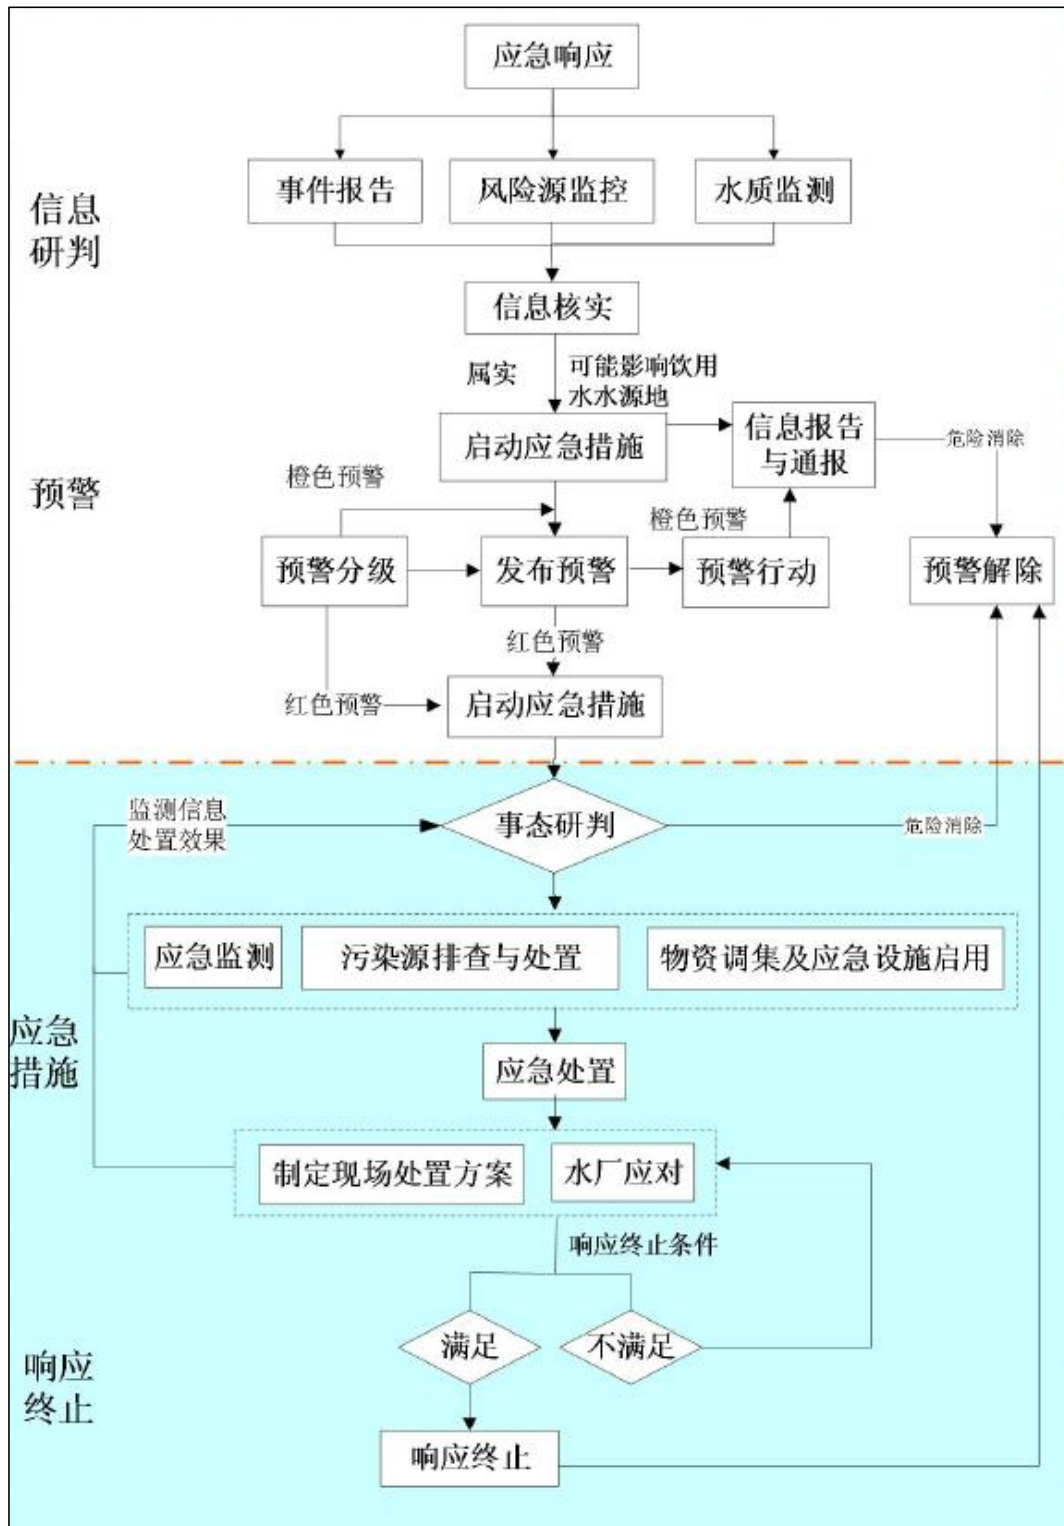 应急响应
事件报告
风险源监控
水质监测
信息
研判
信息核实
属实
可能影响饮用
水水源地
启动应急措施
信息报告
与通报
危险消除
橙色预警
预警
橙色预警
预警分级
发布预警
预警行动
预警解除
红色预警
红色预警
启动应急措施
监测信息
处置效果
事态研判
危险消除
应急监测
污染源排查与处置
物资调集及应急设施启用
应急
措施
应急处置
制定现场处置方案
水厂应对
响应终止条件
满足
不满足
响应
终止
响应终止